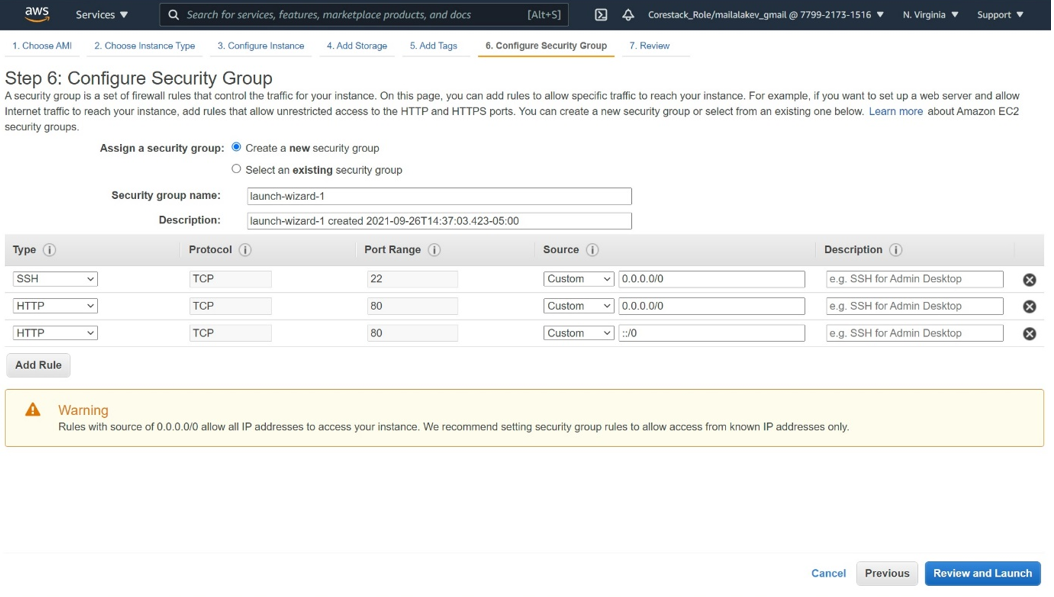 aws Services Search for services, features, marketplace products, and docs [Alt+S] Corestack_Role/mailalakev_gmail @ 7799-2173-1516 N. Virginia Support
1. Choose AMI 2. Choose Instance Type 3. Configure Instance 4. Add Storage 5. Add Tags 6. Configure Security Group 7. Review
Step 6: Configure Security Group
A security group is a set of firewall rules that control the traffic for your instance. On this page, you can add rules to allow specific traffic to reach your instance. For example, if you want to set up a web server and allow
Internet traffic to reach your instance, add rules that allow unrestricted access to the HTTP and HTTPS ports. You can create a new security group or select from an existing one below. Learn more about Amazon EC2
security groups.
Assign a security group: Create a new security group
Select an existing security group
Security group name: launch-wizard-1
Description: launch-wizard-1 created 2021-09-26T14:37:03.423-05:00
Type i Protocol i Port Range i Source i Description i
SSH TCP 22 Custom 0.0.0.0/0 e.g. SSH for Admin Desktop
HTTP TCP 80 Custom 0.0.0.0/0 e.g. SSH for Admin Desktop
HTTP TCP 80 Custom ::/0 e.g. SSH for Admin Desktop
Add Rule
Warning
Rules with source of 0.0.0.0/0 allow all IP addresses to access your instance. We recommend setting security group rules to allow access from known IP addresses only.
Cancel Previous Review and Launch